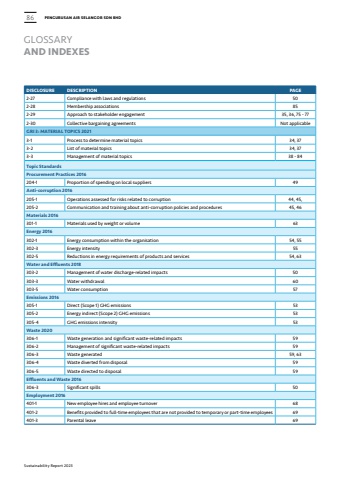 86 PENGURUSAN AIR SELANGOR SDN BHD
GLOSSARY
AND INDEXES
DISCLOSURE DESCRIPTION PAGE
2-27 Compliance with laws and regulations 50
2-28 Membership associations 85
2-29 Approach to stakeholder engagement 35, 36, 75 - 77
2-30 Collective bargaining agreements Not applicable
GRI 3: MATERIAL TOPICS 2021
3-1 Process to determine material topics 34, 37
3-2 List of material topics 34, 37
3-3 Management of material topics 38 - 84
Topic Standards
Procurement Practices 2016
204-1 Proportion of spending on local suppliers 49
Anti-corruption 2016
205-1 Operations assessed for risks related to corruption 44, 45,
205-2 Communication and training about anti-corruption policies and procedures 45, 46
Materials 2016
301-1 Materials used by weight or volume 63
Energy 2016
302-1 Energy consumption within the organisation 54, 55
302-3 Energy intensity 55
302-5 Reductions in energy requirements of products and services 54, 63
Water and Effluents 2018
303-2 Management of water discharge-related impacts 50
303-3 Water withdrawal 60
303-5 Water consumption 57
Emissions 2016
305-1 Direct (Scope 1) GHG emissions 53
305-2 Energy indirect (Scope 2) GHG emissions 53
305-4 GHG emissions intensity 53
Waste 2020
306-1 Waste generation and significant waste-related impacts 59
306-2 Management of significant waste-related impacts 59
306-3 Waste generated 59, 63
306-4 Waste diverted from disposal 59
306-5 Waste directed to disposal 59
Effluents and Waste 2016
306-3 Significant spills 50
Employment 2016
401-1 New employee hires and employee turnover 68
401-2 Benefits provided to full-time employees that are not provided to temporary or part-time employees 69
401-3 Parental leave 69
Sustainability Report 2023